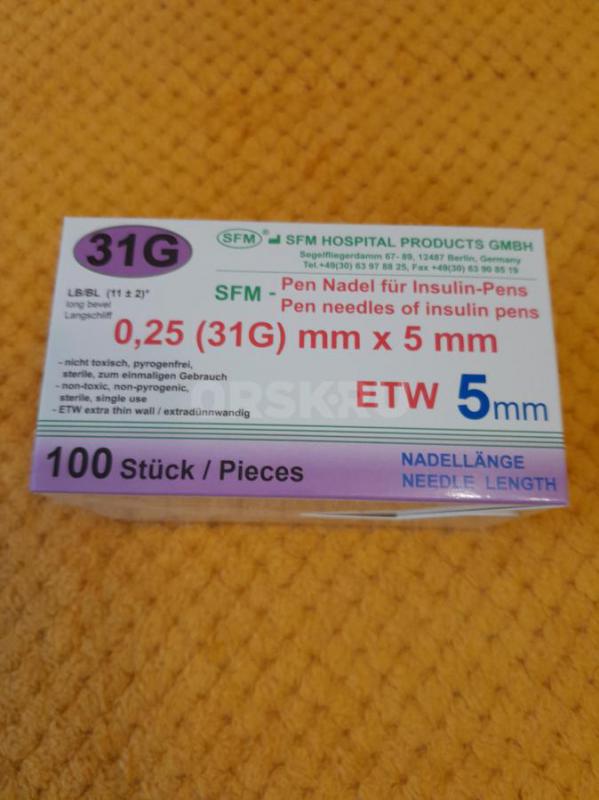 31G
SFM® SFM HOSPITAL PRODUCTS GMBH
Segelfliegerdamm 67- 89, 12487 Berlin, Germany
Tel.+49(30) 63 97 88 25, Fax +49(30) 63 90 85 19
LB/BL (11 ± 2)°
long bevel
Langschliff
SFM - Pen Nadel für Insulin-Pens
Pen needles of insulin pens
0,25 (31G) mm x 5 mm
- nicht toxisch, pyrogenfrei,
sterile, zum einmaligen Gebrauch
- non-toxic, non-pyrogenic,
sterile, single use
- ETW extra thin wall / extradünnwandig
ORSK.RU
ETW 5mm
100 Stück / Pieces
NADELLÄNGE
NEEDLE LENGTH